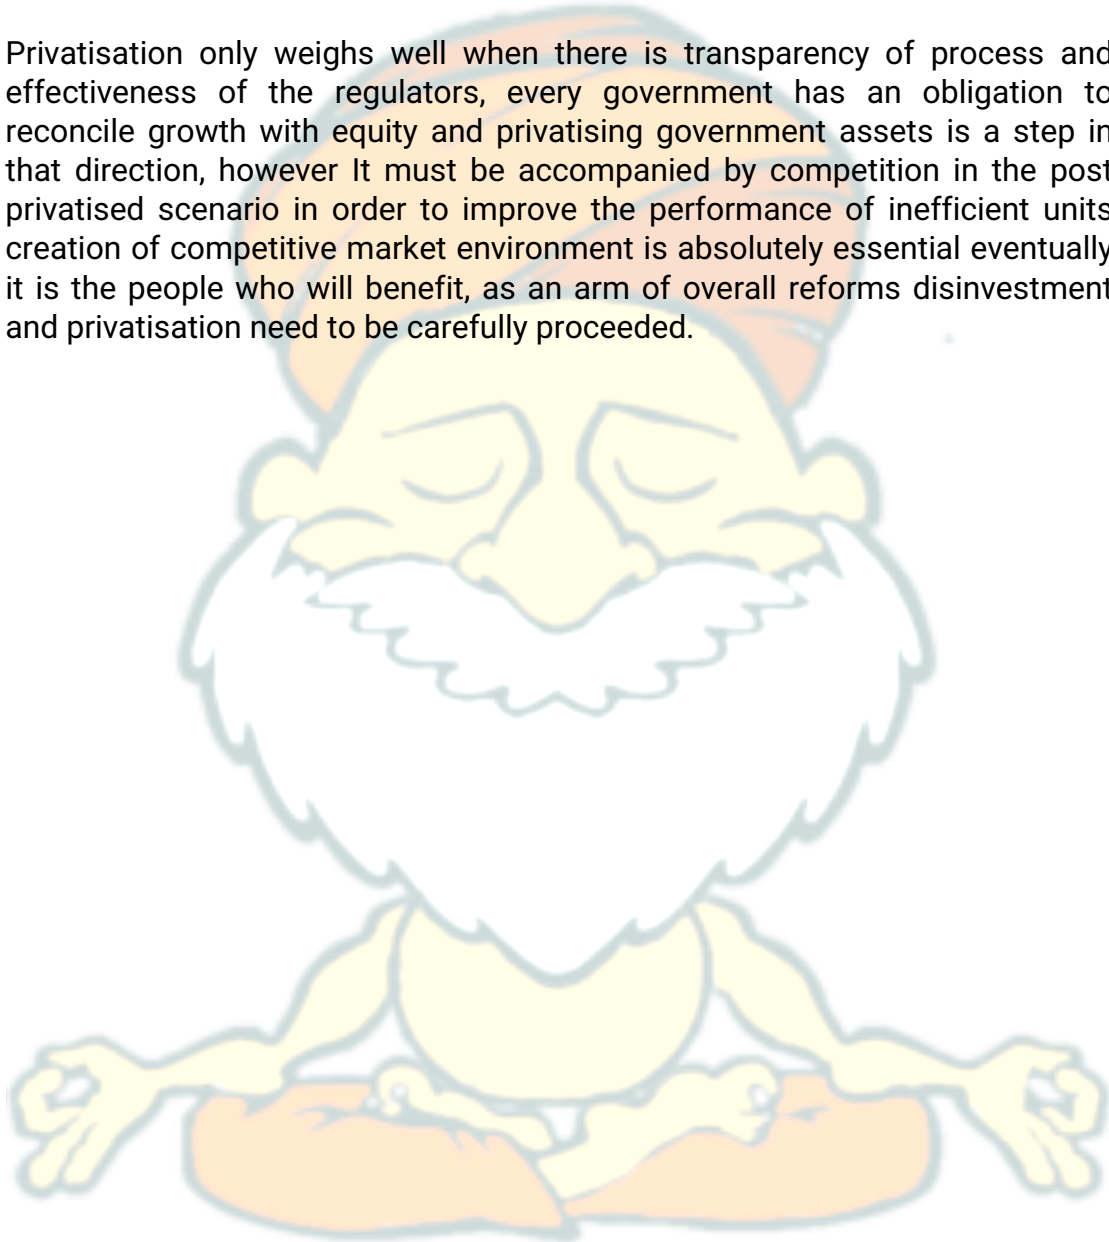 Privatisation only weighs well when there is transparency of process and
effectiveness of the regulators, every government has an obligation to
reconcile growth with equity and privatising government assets is a step in
that direction, however It must be accompanied by competition in the post
privatised scenario in order to improve the performance of inefficient units
creation of competitive market environment is absolutely essential eventually
it is the people who will benefit, as an arm of overall reforms disinvestment
and privatisation need to be carefully proceeded.